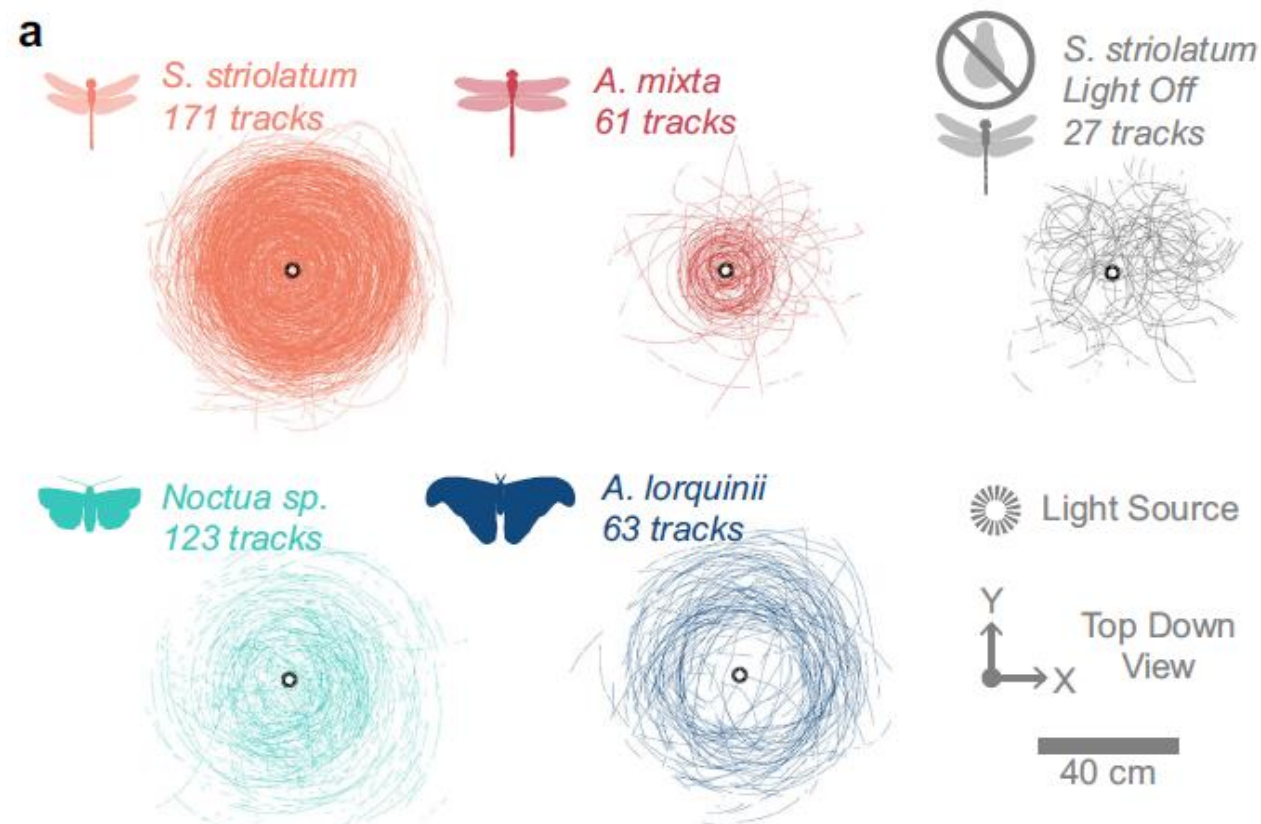 a
S. striolatum
171 tracks
A. mixta
61 tracks
S. striolatum
Light Off
27 tracks
Noctua sp.
123 tracks
A. lorquinii
63 tracks
Light Source
Y
X
Top Down
View
40 cm